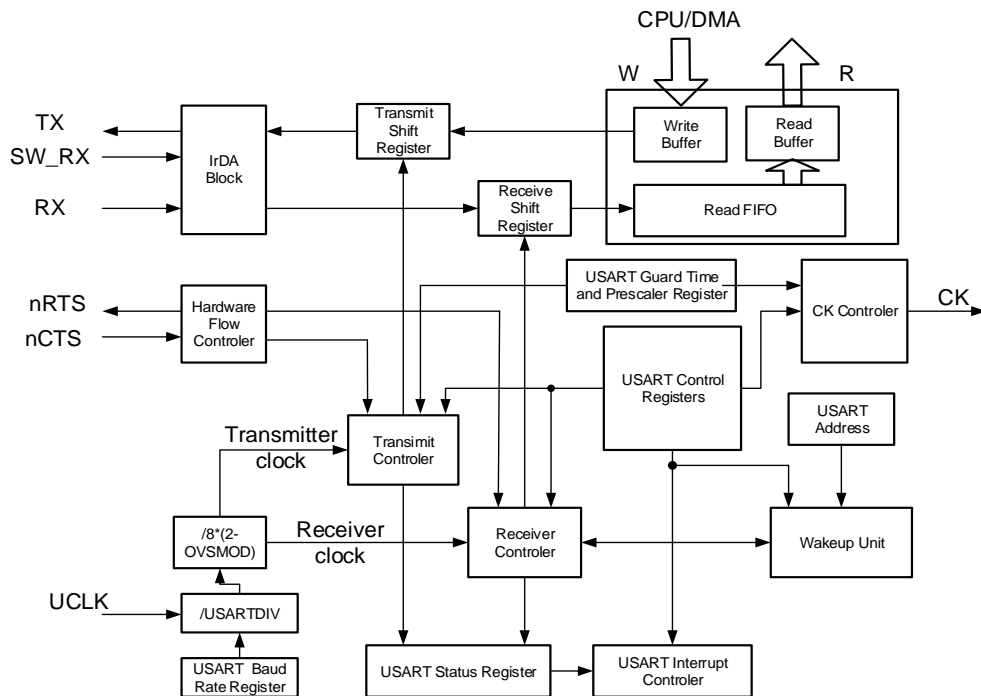 CPU/DMA
W
R
TX
SW_RX
RX
IrDA
Block
Transmit
Shift
Register
Write
Buffer
Read
Buffer
Receive
Shift
Register
Read FIFO
nRTS
nCTS
Hardware
Flow
Controler
USART Guard Time
and Prescaler Register
CK Controler
CK
USART Control
Registers
USART
Address
Transmitter
clock
Transimit
Controler
/8*(2-
OVSMOD)
Receiver
clock
Receiver
Controler
Wakeup Unit
UCLK
/USARTDIV
USART Baud
Rate Register
USART Status Register
USART Interrupt
Controler